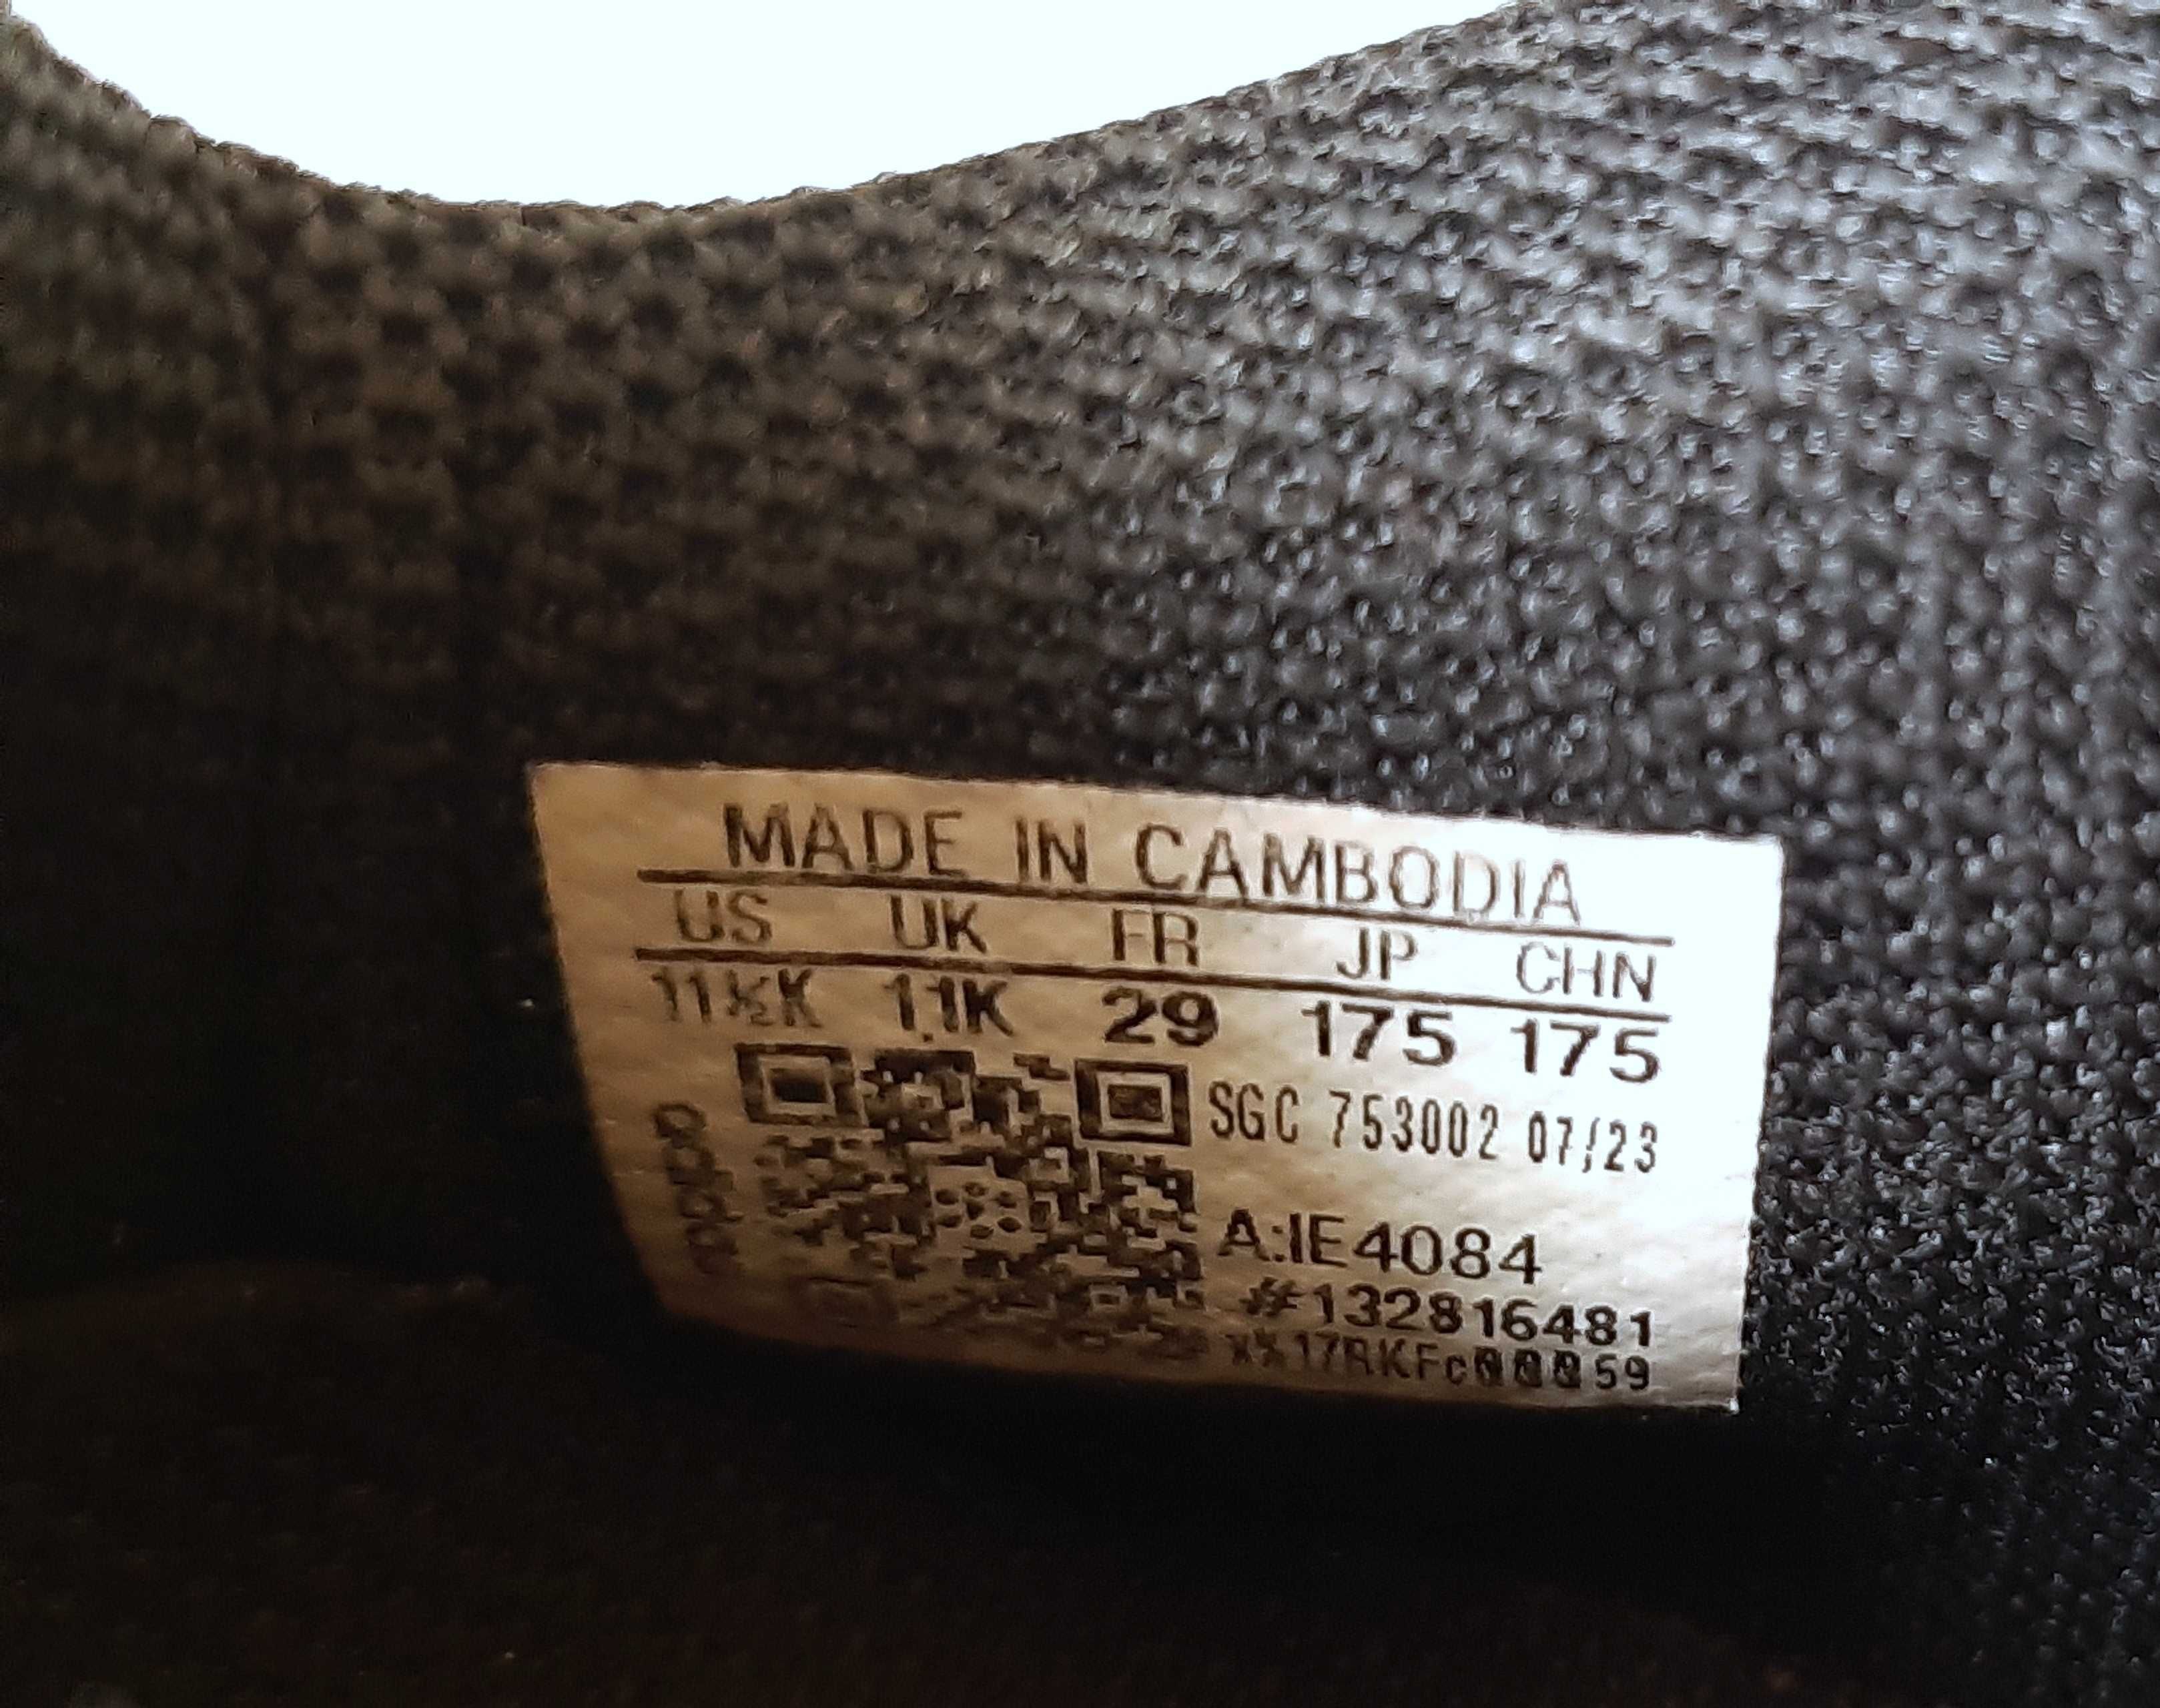 MADE IN CAMBODIA
US UK FR JP CHN
11½K 11K 29 175 175
SGC 753002 07/23
A:IE4084
#132816481